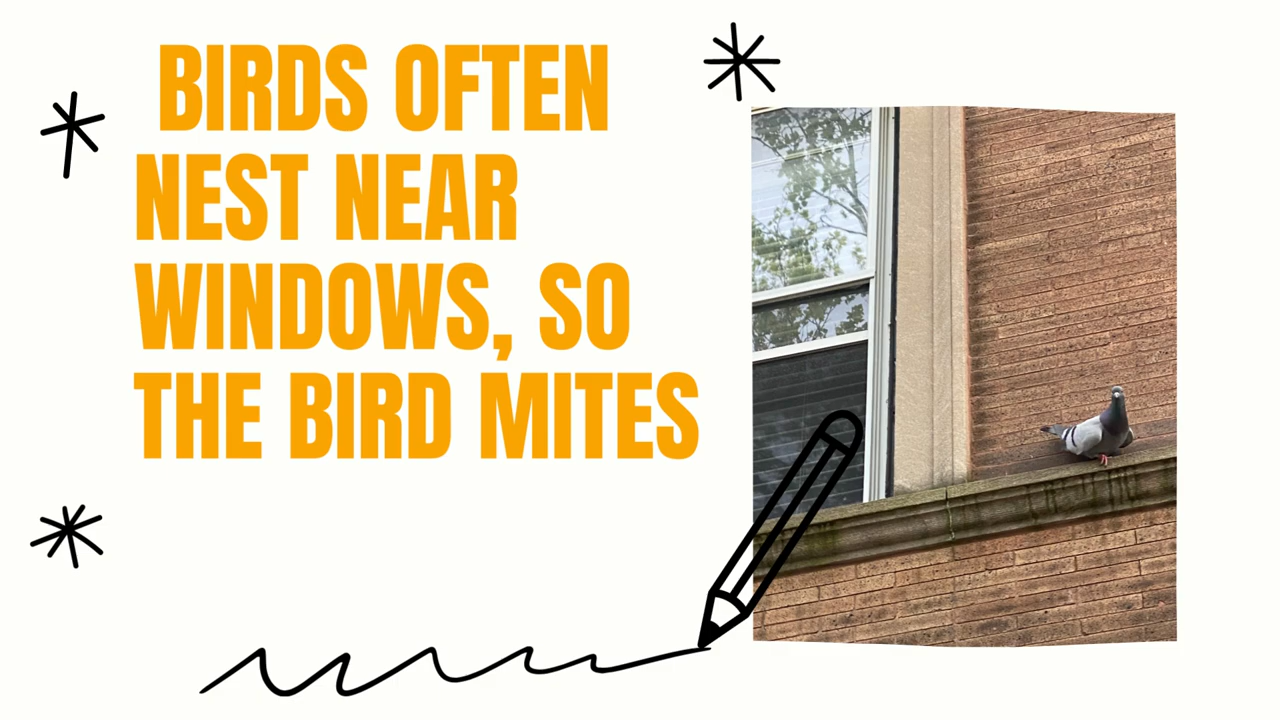 BIRDS OFTEN
NEST NEAR
WINDOWS, SO
THE BIRD MITES